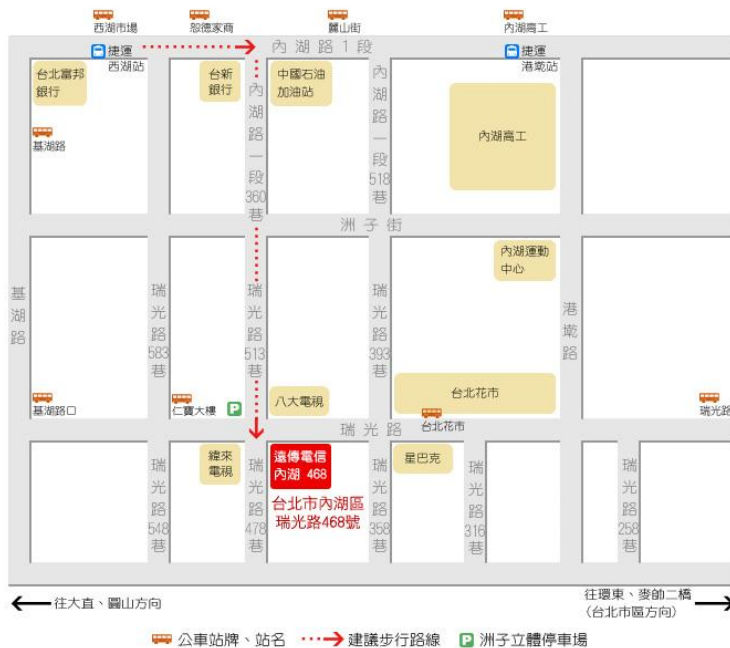 西湖市場
恕德家商
麗山街
內湖高工
捷運
西湖站
內湖路1段
捷運
港墘站
台北富邦
銀行
台新
銀行
中國石油
加油站
內湖路一段360巷
內湖路一段518巷
內湖高工
基湖路
洲子街
內湖運動
中心
基湖路
瑞光路583巷
瑞光路513巷
瑞光路393巷
港墘路
台北花市
八大電視
基湖路口
仁寶大樓
P
台北花市
瑞光路
瑞光路
緯來
電視
遠傳電信
內湖 468
星巴克
台北市內湖區
瑞光路468號
瑞光路548巷
瑞光路478巷
瑞光路358巷
瑞光路316巷
瑞光路258巷
往大直、圓山方向
往環東、麥帥二橋
(台北市區方向)
公車站牌、站名
建議步行路線
P
洲子立體停車場